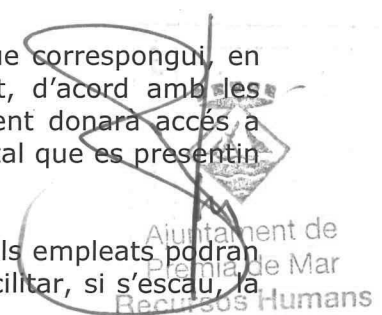 ue correspongui, en
t, d'acord amb les
ent donarà accés a
tal que es presentin
ls empleats podran
cilitar, si s'escau, la
Ajuntament de
Premià de Mar
Recursos Humans